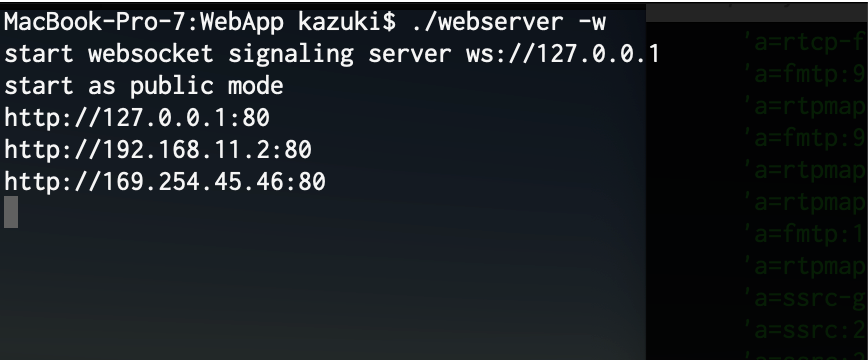 MacBook-Pro-7:WebApp kazuki$ ./webserver -w
start websocket signaling server ws://127.0.0.1
start as public mode
http://127.0.0.1:80
http://192.168.11.2:80
http://169.254.45.46:80
'a=rtcp-f
'a=fmtp:9
'a=rtpmap
'a=fmtp:9
'a=rtpmap
'a=rtpmap
'a=fmtp:1
'a=rtpmap
'a=ssrc-g
'a=ssrc:2